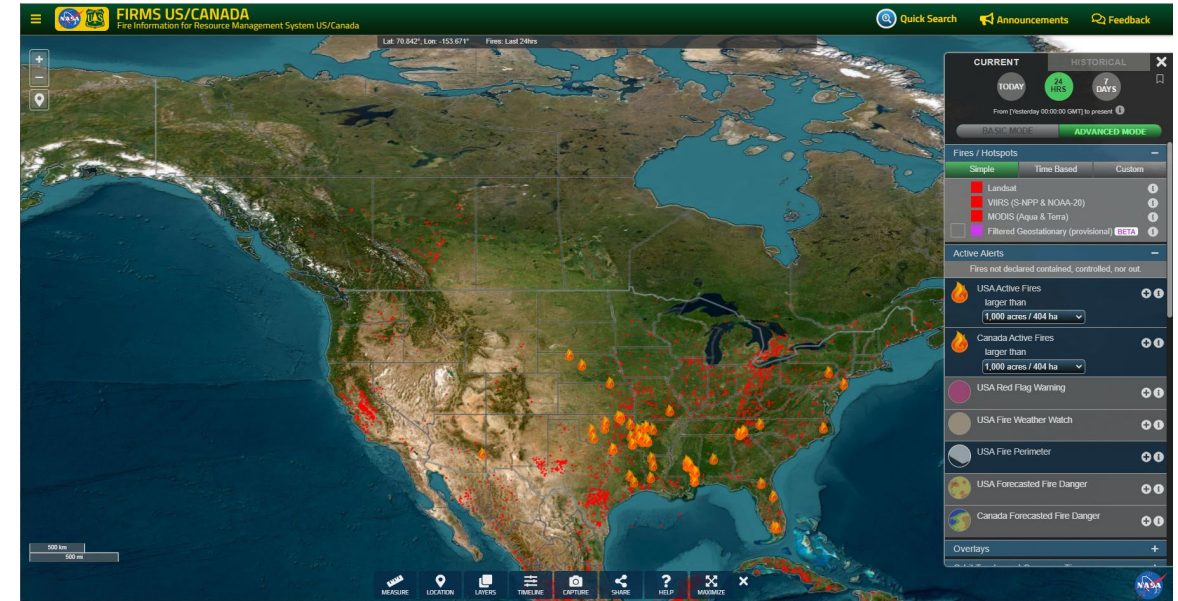 NASA
FIRMS US/CANADA
Fire Information for Resource Management System US/Canada
Quick Search
Announcements
Feedback
Lat: 70.842°, Lon: -153.671° Fires: Last 24hrs
+
−
CURRENT
HISTORICAL
TODAY
24 HRS
7 DAYS
From [Yesterday 00:00:00 GMT] to present
BASIC MODE
ADVANCED MODE
Fires / Hotspots
Simple
Time Based
Custom
Landsat
VIIRS (S-NPP & NOAA-20)
MODIS (Aqua & Terra)
Filtered Geostationary (provisional) BETA
Active Alerts
Fires not declared contained, controlled, nor out.
USA Active Fires
larger than
1,000 acres / 404 ha
Canada Active Fires
larger than
1,000 acres / 404 ha
USA Red Flag Warning
USA Fire Weather Watch
USA Fire Perimeter
USA Forecasted Fire Danger
Canada Forecasted Fire Danger
Overlays
500 km
500 mi
MEASURE
LOCATION
LAYERS
TIMELINE
CAPTURE
SHARE
HELP
MAXIMIZE
NASA